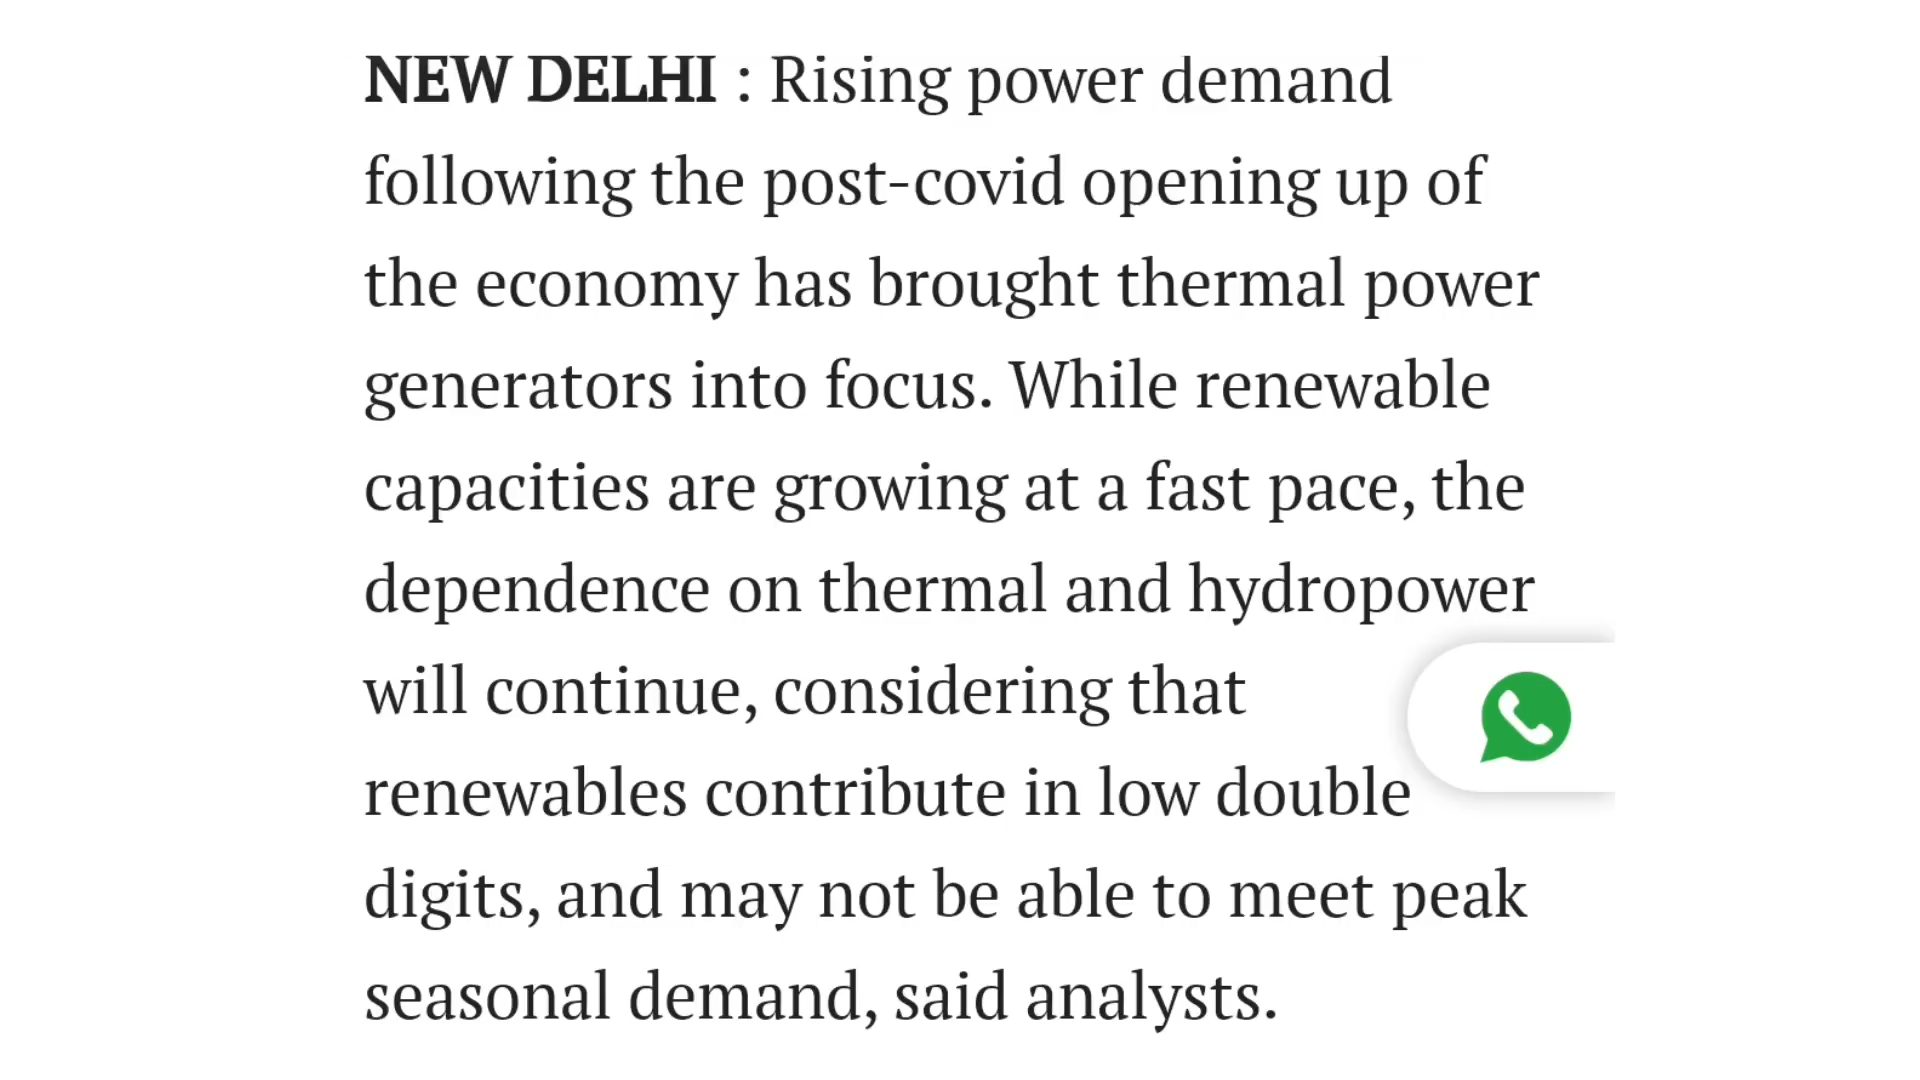 NEW DELHI : Rising power demand
following the post-covid opening up of
the economy has brought thermal power
generators into focus. While renewable
capacities are growing at a fast pace, the
dependence on thermal and hydropower
will continue, considering that
renewables contribute in low double
digits, and may not be able to meet peak
seasonal demand, said analysts.